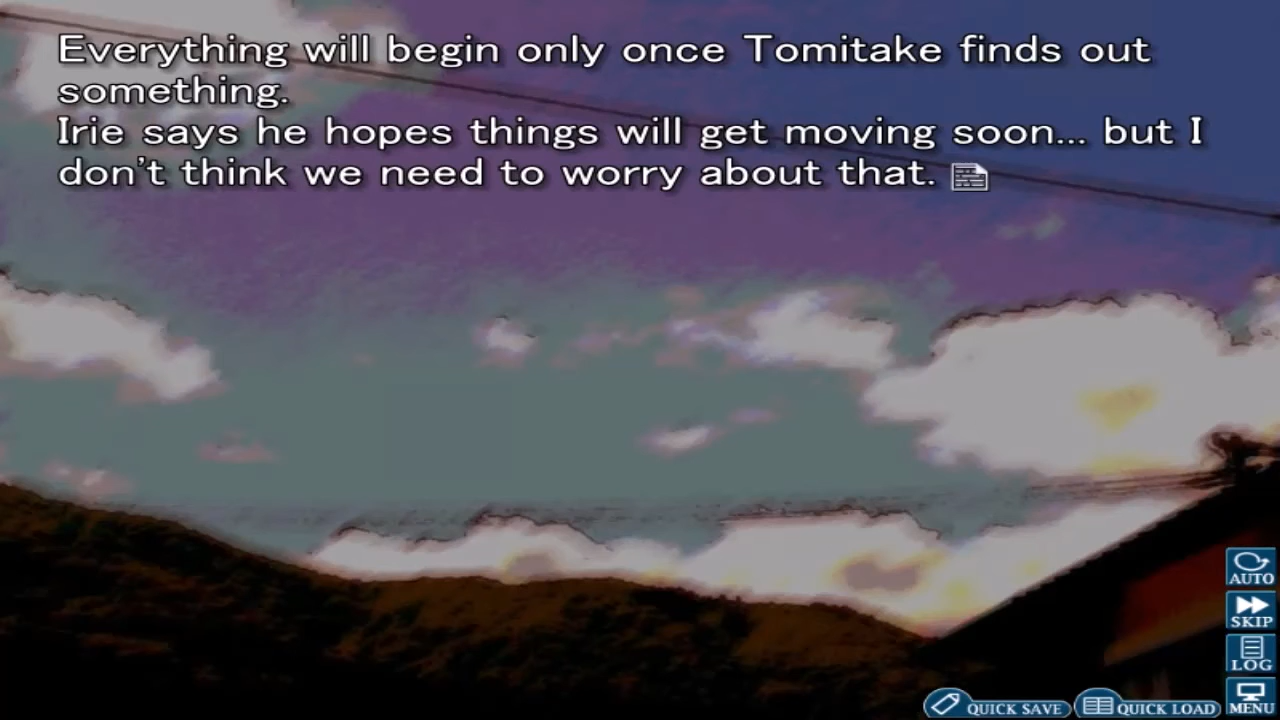 Everything will begin only once Tomitake finds out
something.
Irie says he hopes things will get moving soon... but I
don't think we need to worry about that.
AUTO
SKIP
LOG
MENU
QUICK SAVE
QUICK LOAD